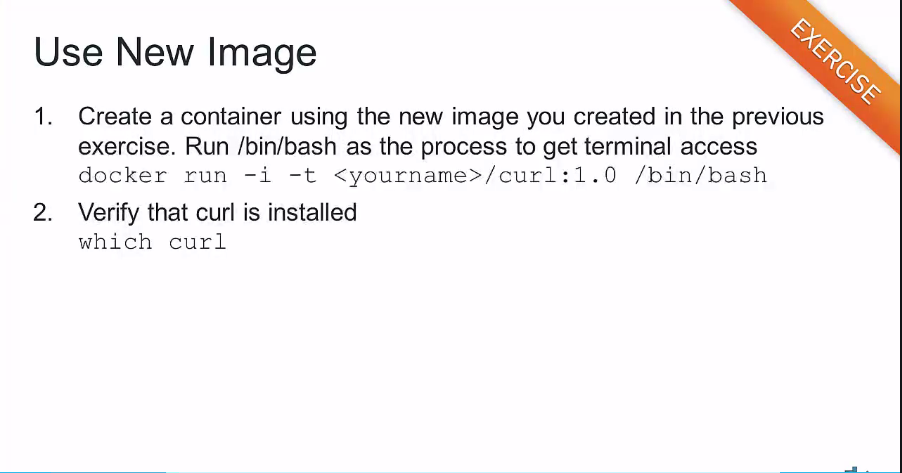 Use New Image
EXERCISE
1. Create a container using the new image you created in the previous
exercise. Run /bin/bash as the process to get terminal access
docker run -i -t <yourname>/curl:1.0 /bin/bash
2. Verify that curl is installed
which curl